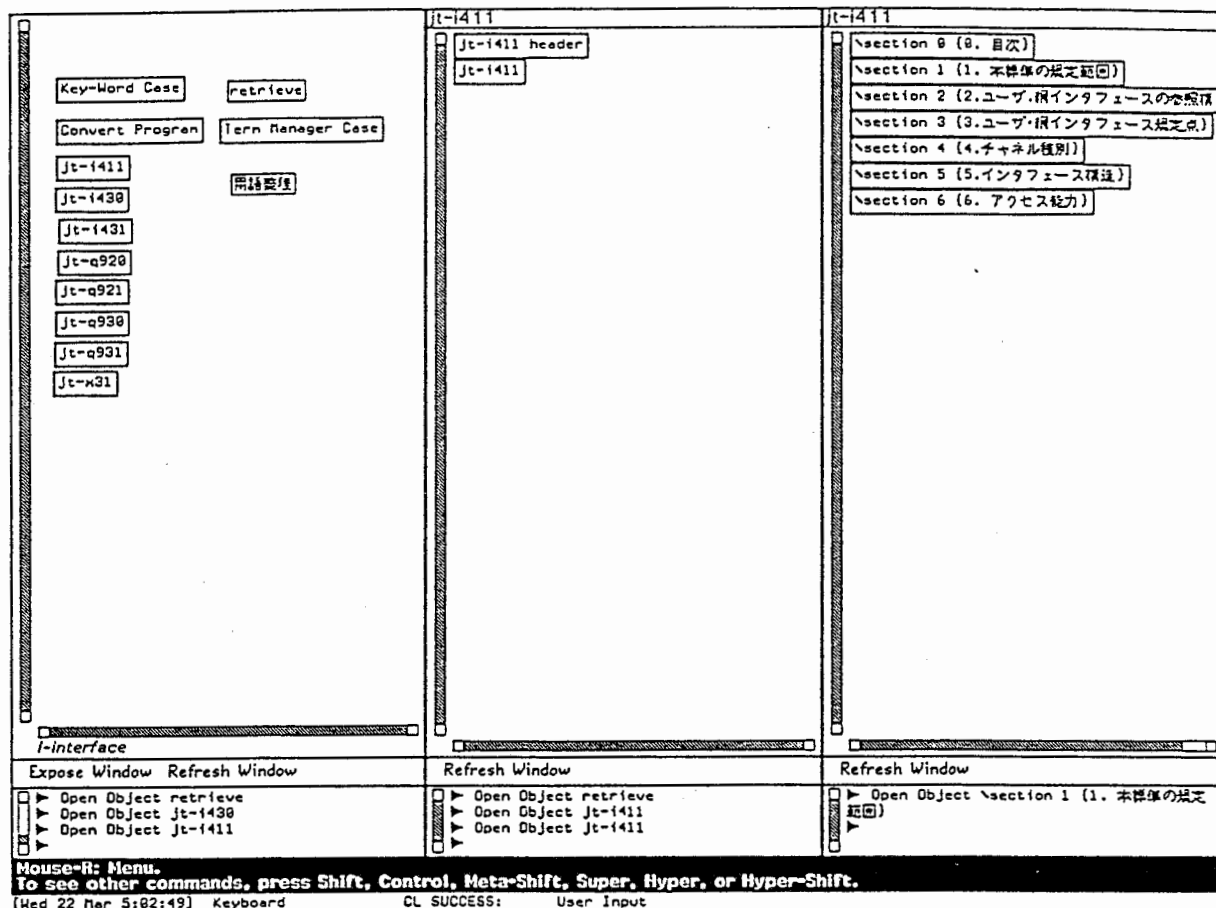 Key-Word Case
retrieve
Convert Program
Term Manager Case
jt-i411
用語整理
jt-i430
jt-i431
jt-q920
jt-q921
jt-q930
jt-q931
jt-x31
I-interface
Expose Window Refresh Window
▶ Open Object retrieve
▶ Open Object jt-i430
▶ Open Object jt-i411
▶
jt-i411
jt-i411 header
jt-i411
Refresh Window
▶ Open Object retrieve
▶ Open Object jt-i411
▶ Open Object jt-i411
▶
jt-i411
\section 0 (0. 目次)
\section 1 (1. 本標準の規定範囲)
\section 2 (2.ユーザ・網インタフェースの参照構
\section 3 (3.ユーザ・網インタフェース規定点)
\section 4 (4.チャネル種別)
\section 5 (5.インタフェース構造)
\section 6 (6. アクセス能力)
Refresh Window
▶ Open Object \section 1 (1. 本標準の規定
範囲)
▶
Mouse-R: Menu.
To see other commands, press Shift, Control, Meta-Shift, Super, Hyper, or Hyper-Shift.
[Wed 22 Mar 5:02:49] Keyboard CL SUCCESS: User Input